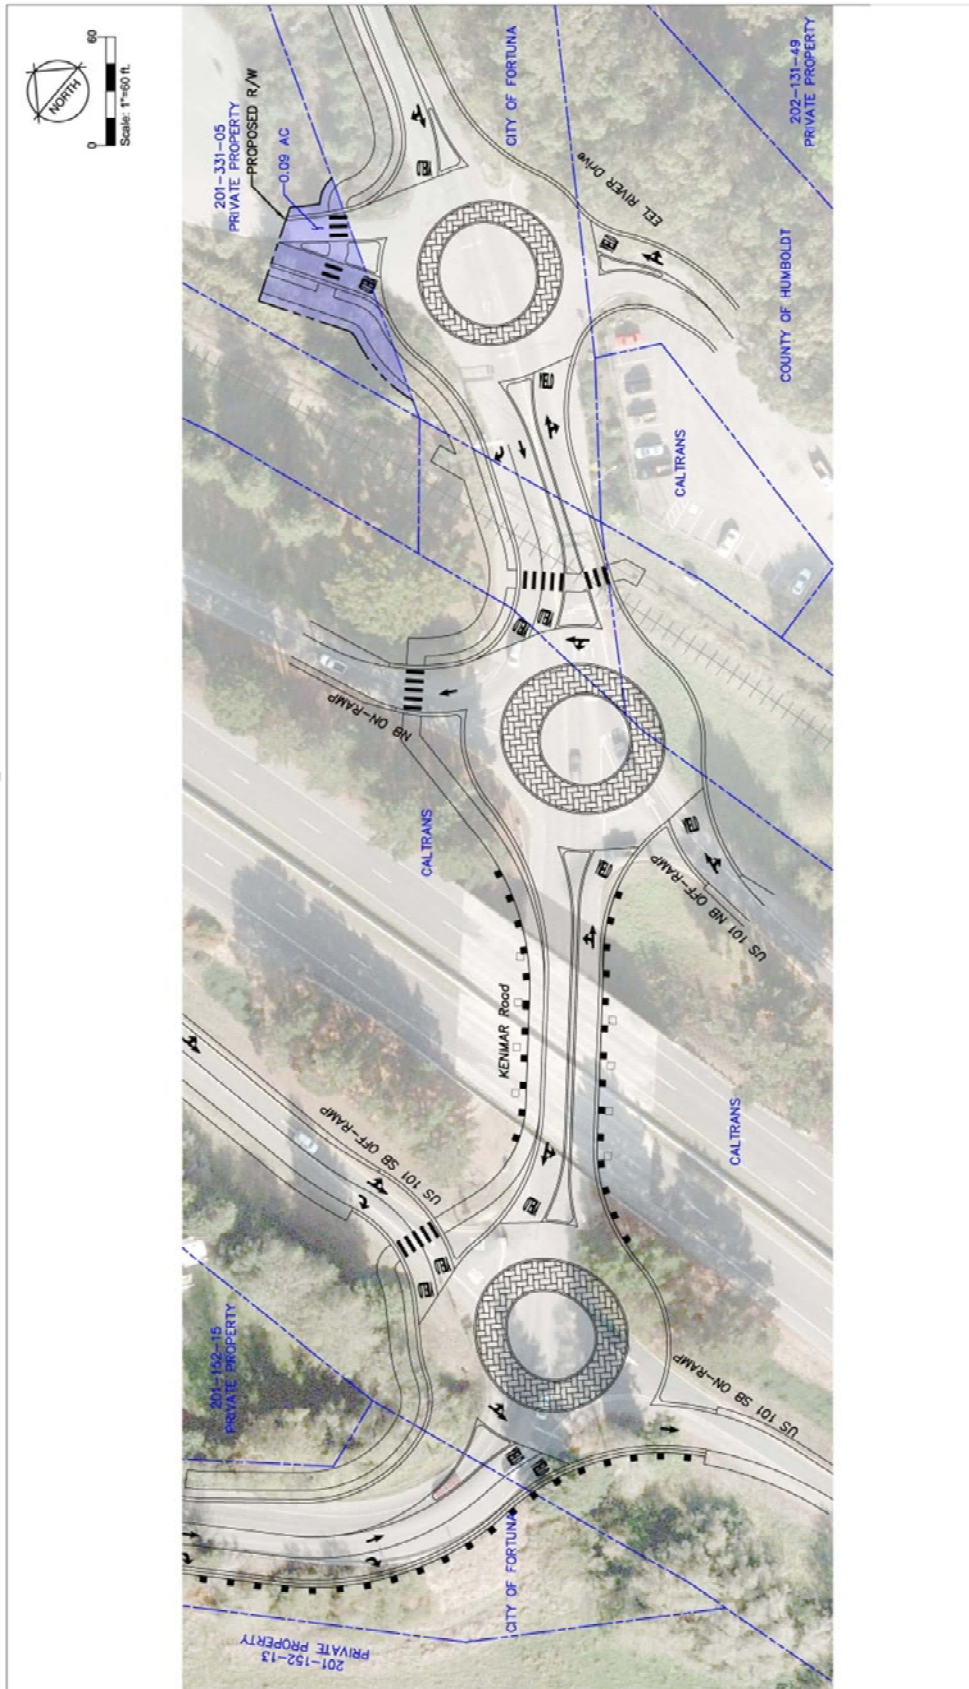 NORTH
60
0
Scale: 1"=60 ft.
201-331-05
PRIVATE PROPERTY
PROPOSED R/W
0.09 AC
CITY OF FORTUNA
202-131-49
PRIVATE PROPERTY
EEL RIVER Drive
COUNTY OF HUMBOLDT
CALTRANS
NB ON-RAMP
CALTRANS
US 101 NB OFF-RAMP
KENMAR Road
CALTRANS
US 101 SB OFF-RAMP
201-152-15
PRIVATE PROPERTY
US 101 SB ON-RAMP
CITY OF FORTUNA
201-152-13
PRIVATE PROPERTY